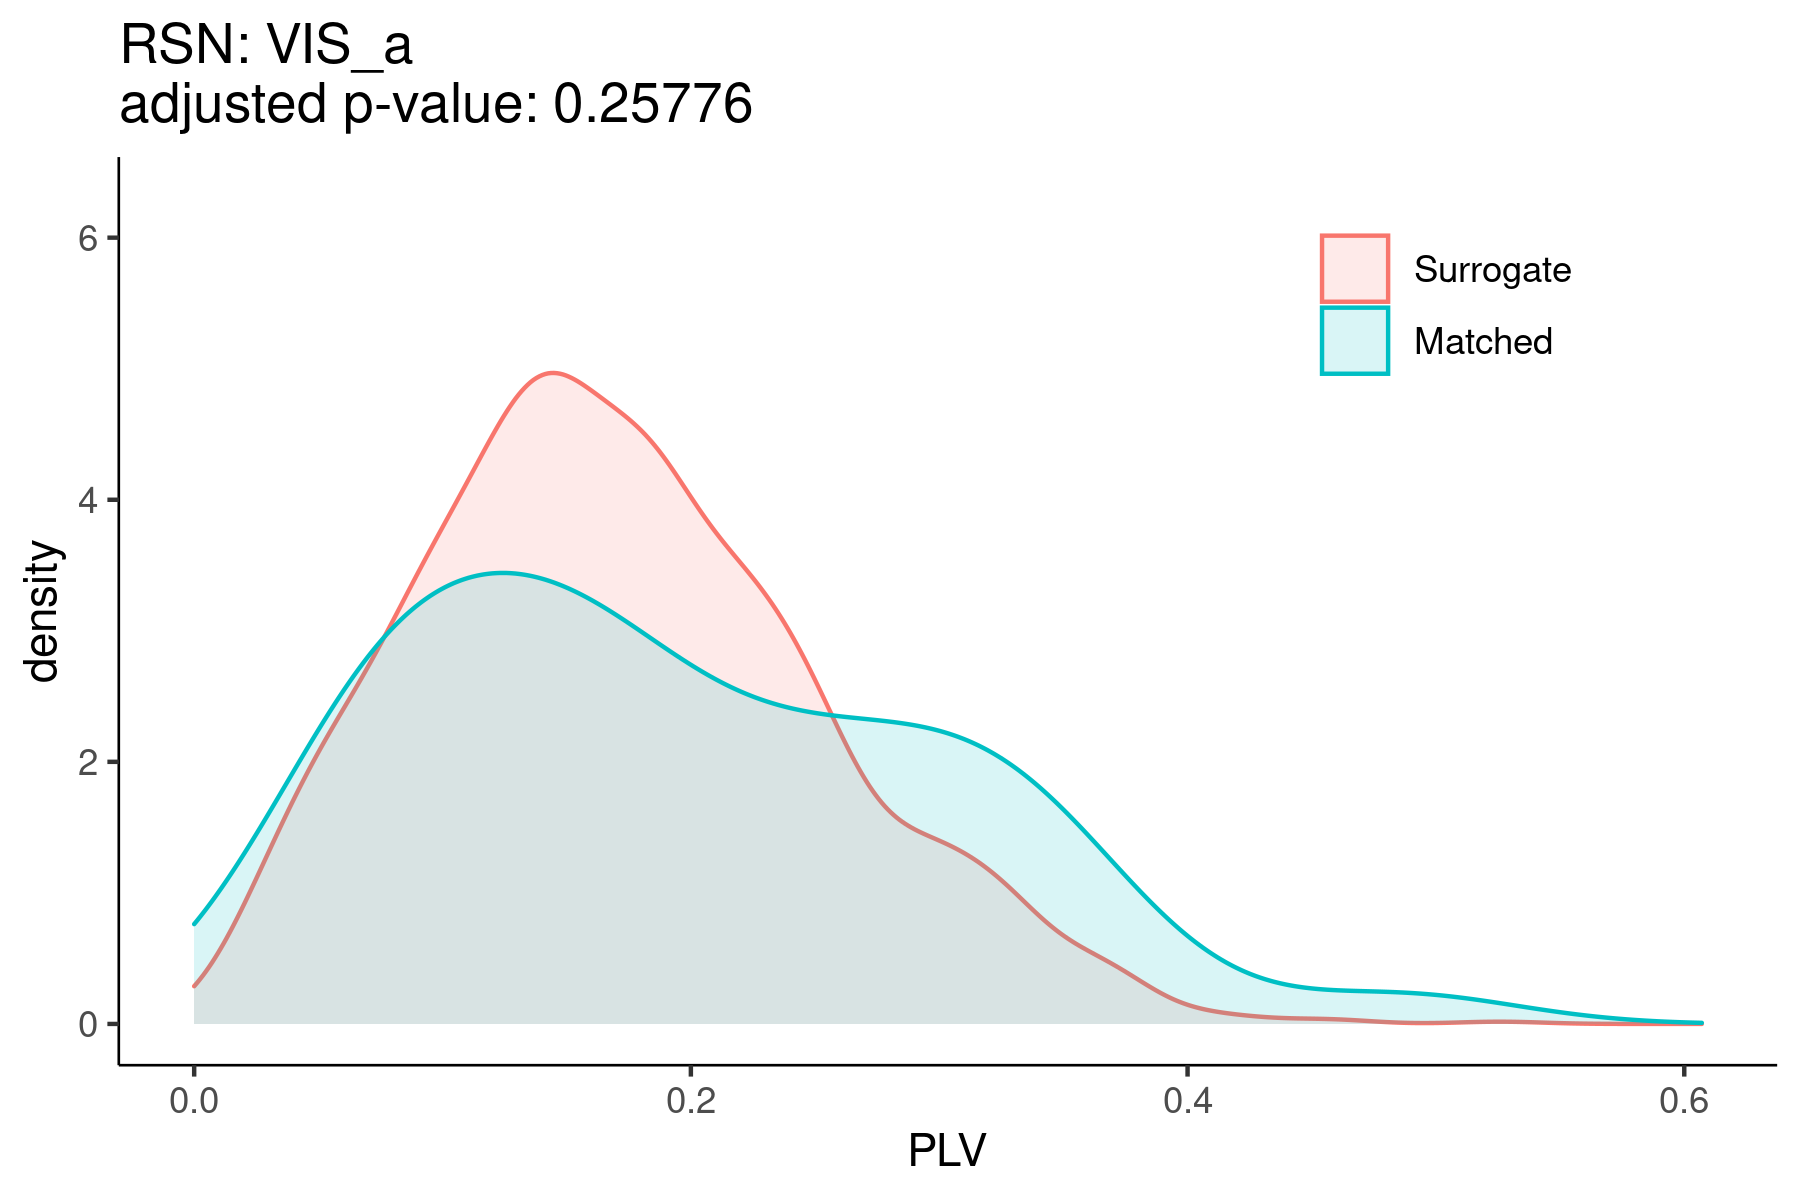 RSN: VIS_a
adjusted p-value: 0.25776
6
4
2
0
density
Surrogate
Matched
0.0
0.2
0.4
0.6
PLV